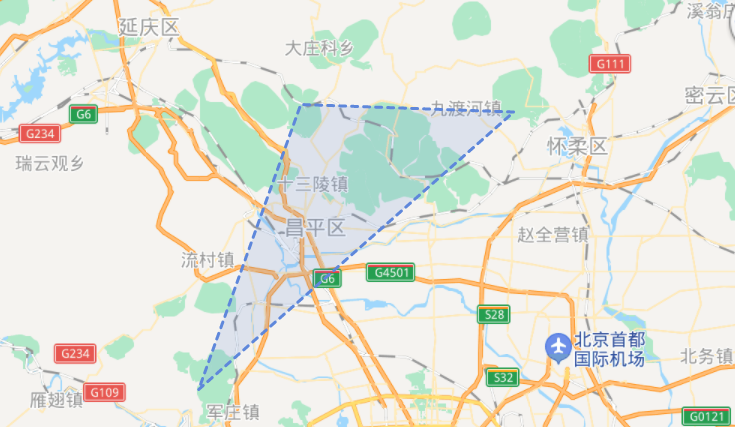 延庆区
溪翁庄
大庄科乡
G111
密云区
G6
九渡河镇
G234
怀柔区
瑞云观乡
十三陵镇
昌平区
赵全营镇
流村镇
G6
G4501
S28
北京首都
国际机场
G234
北务镇
S32
G109
雁翅镇
军庄镇
G0121